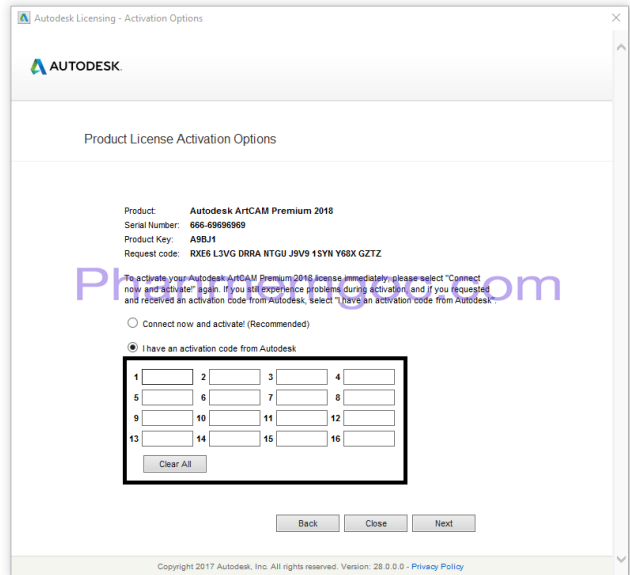 Autodesk Licensing - Activation Options
AUTODESK.
Product License Activation Options
Product: Autodesk ArtCAM Premium 2018
Serial Number: 666-69696969
Product Key: A9BJ1
Request code: RXE6 L3VG DRRA NTGU J9V9 1SYN Y68X GZTZ
To activate your Autodesk ArtCAM Premium 2018 license immediately, please select "Connect
now and activate!" again. If you still experience problems during activation, and if you requested
and received an activation code from Autodesk, select "I have an activation code from Autodesk".
Phanmemgoc.com
Connect now and activate! (Recommended)
I have an activation code from Autodesk
1 2 3 4
5 6 7 8
9 10 11 12
13 14 15 16
Clear All
Back Close Next
Copyright 2017 Autodesk, Inc. All rights reserved. Version: 28.0.0.0 - Privacy Policy